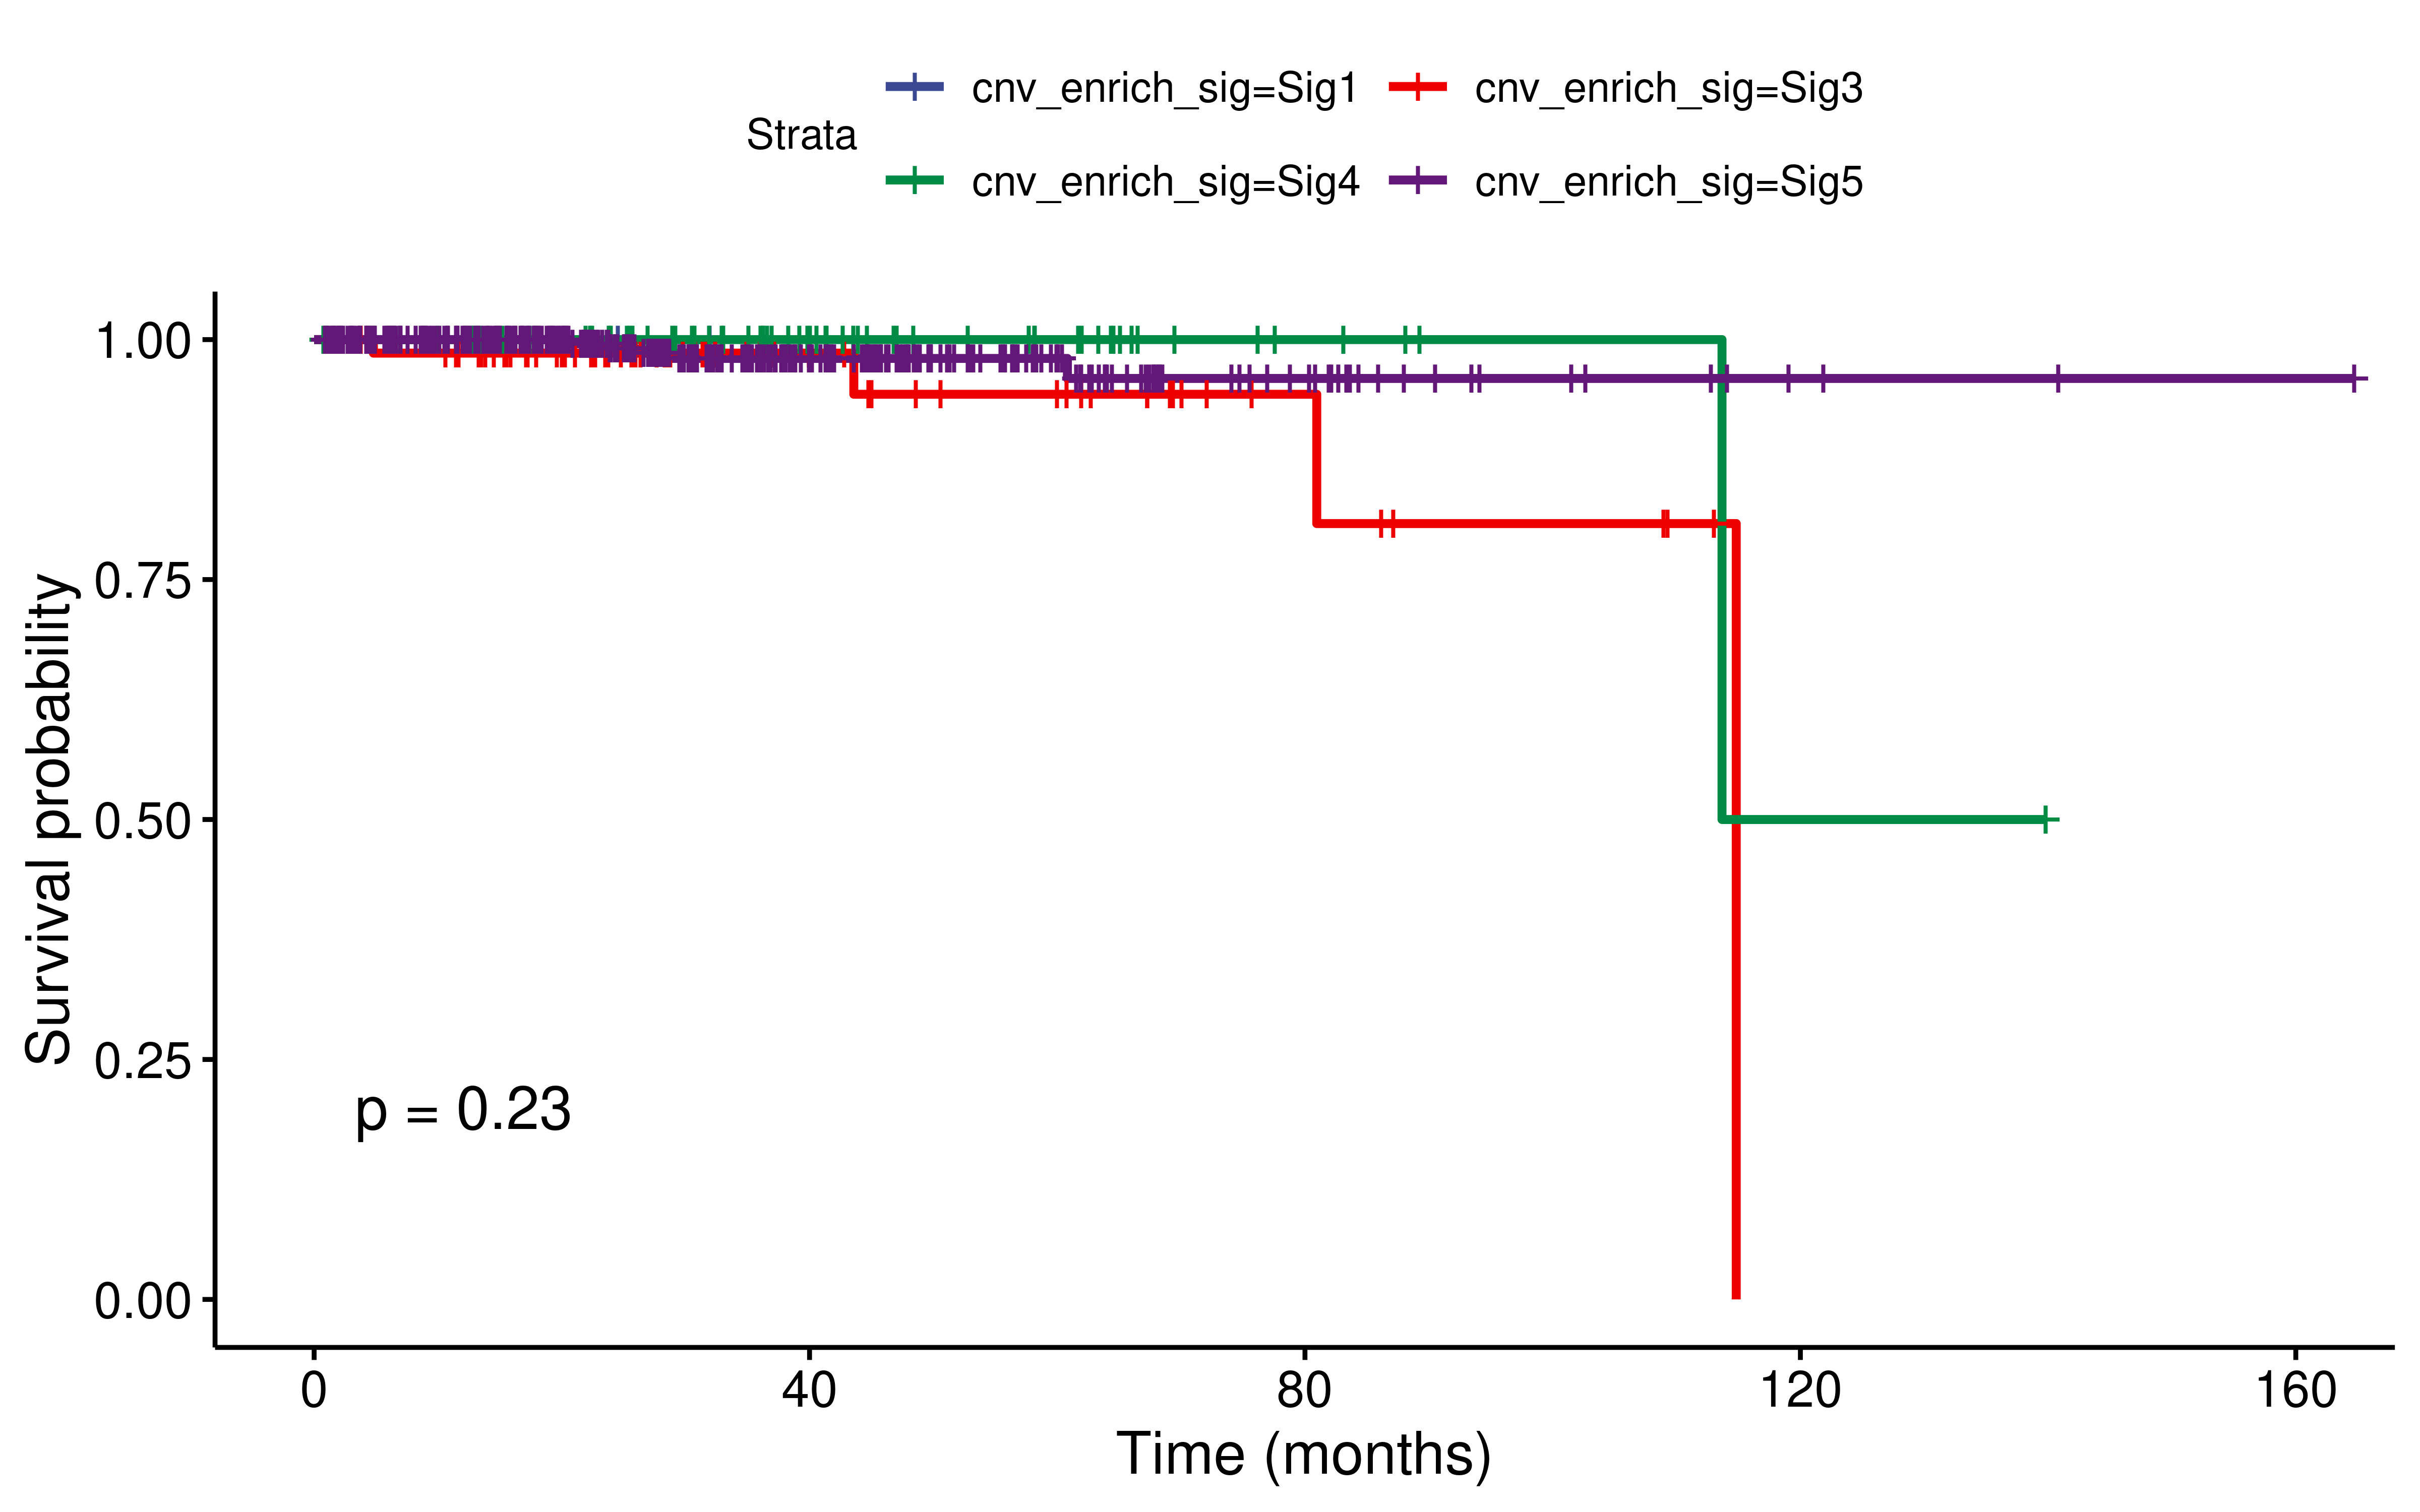 cnv_enrich_sig=Sig1 cnv_enrich_sig=Sig3
Strata
cnv_enrich_sig=Sig4 cnv_enrich_sig=Sig5
Survival probability
1.00
0.75
0.50
0.25
0.00
p = 0.23
0 40 80 120 160
Time (months)